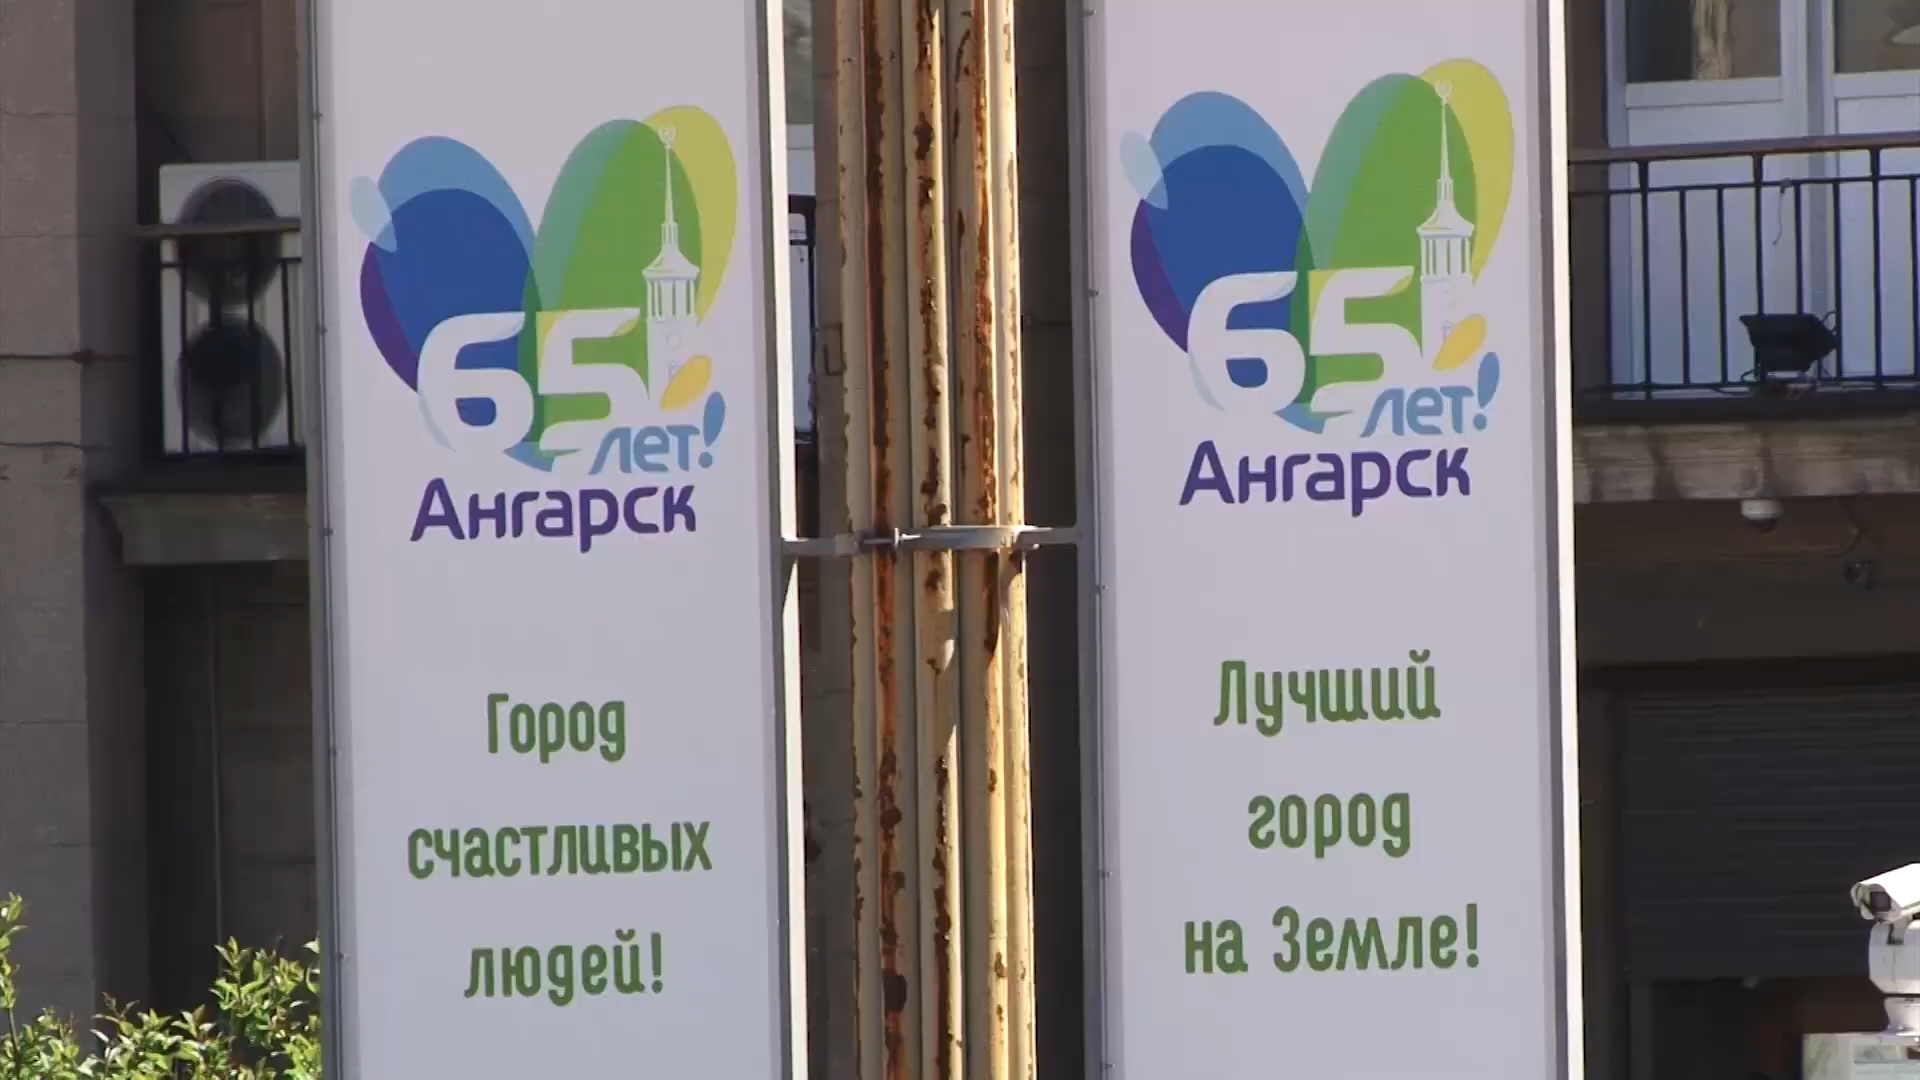 65
лет!
Ангарск
Город
счастливых
людей!
65
лет!
Ангарск
Лучший
город
на Земле!